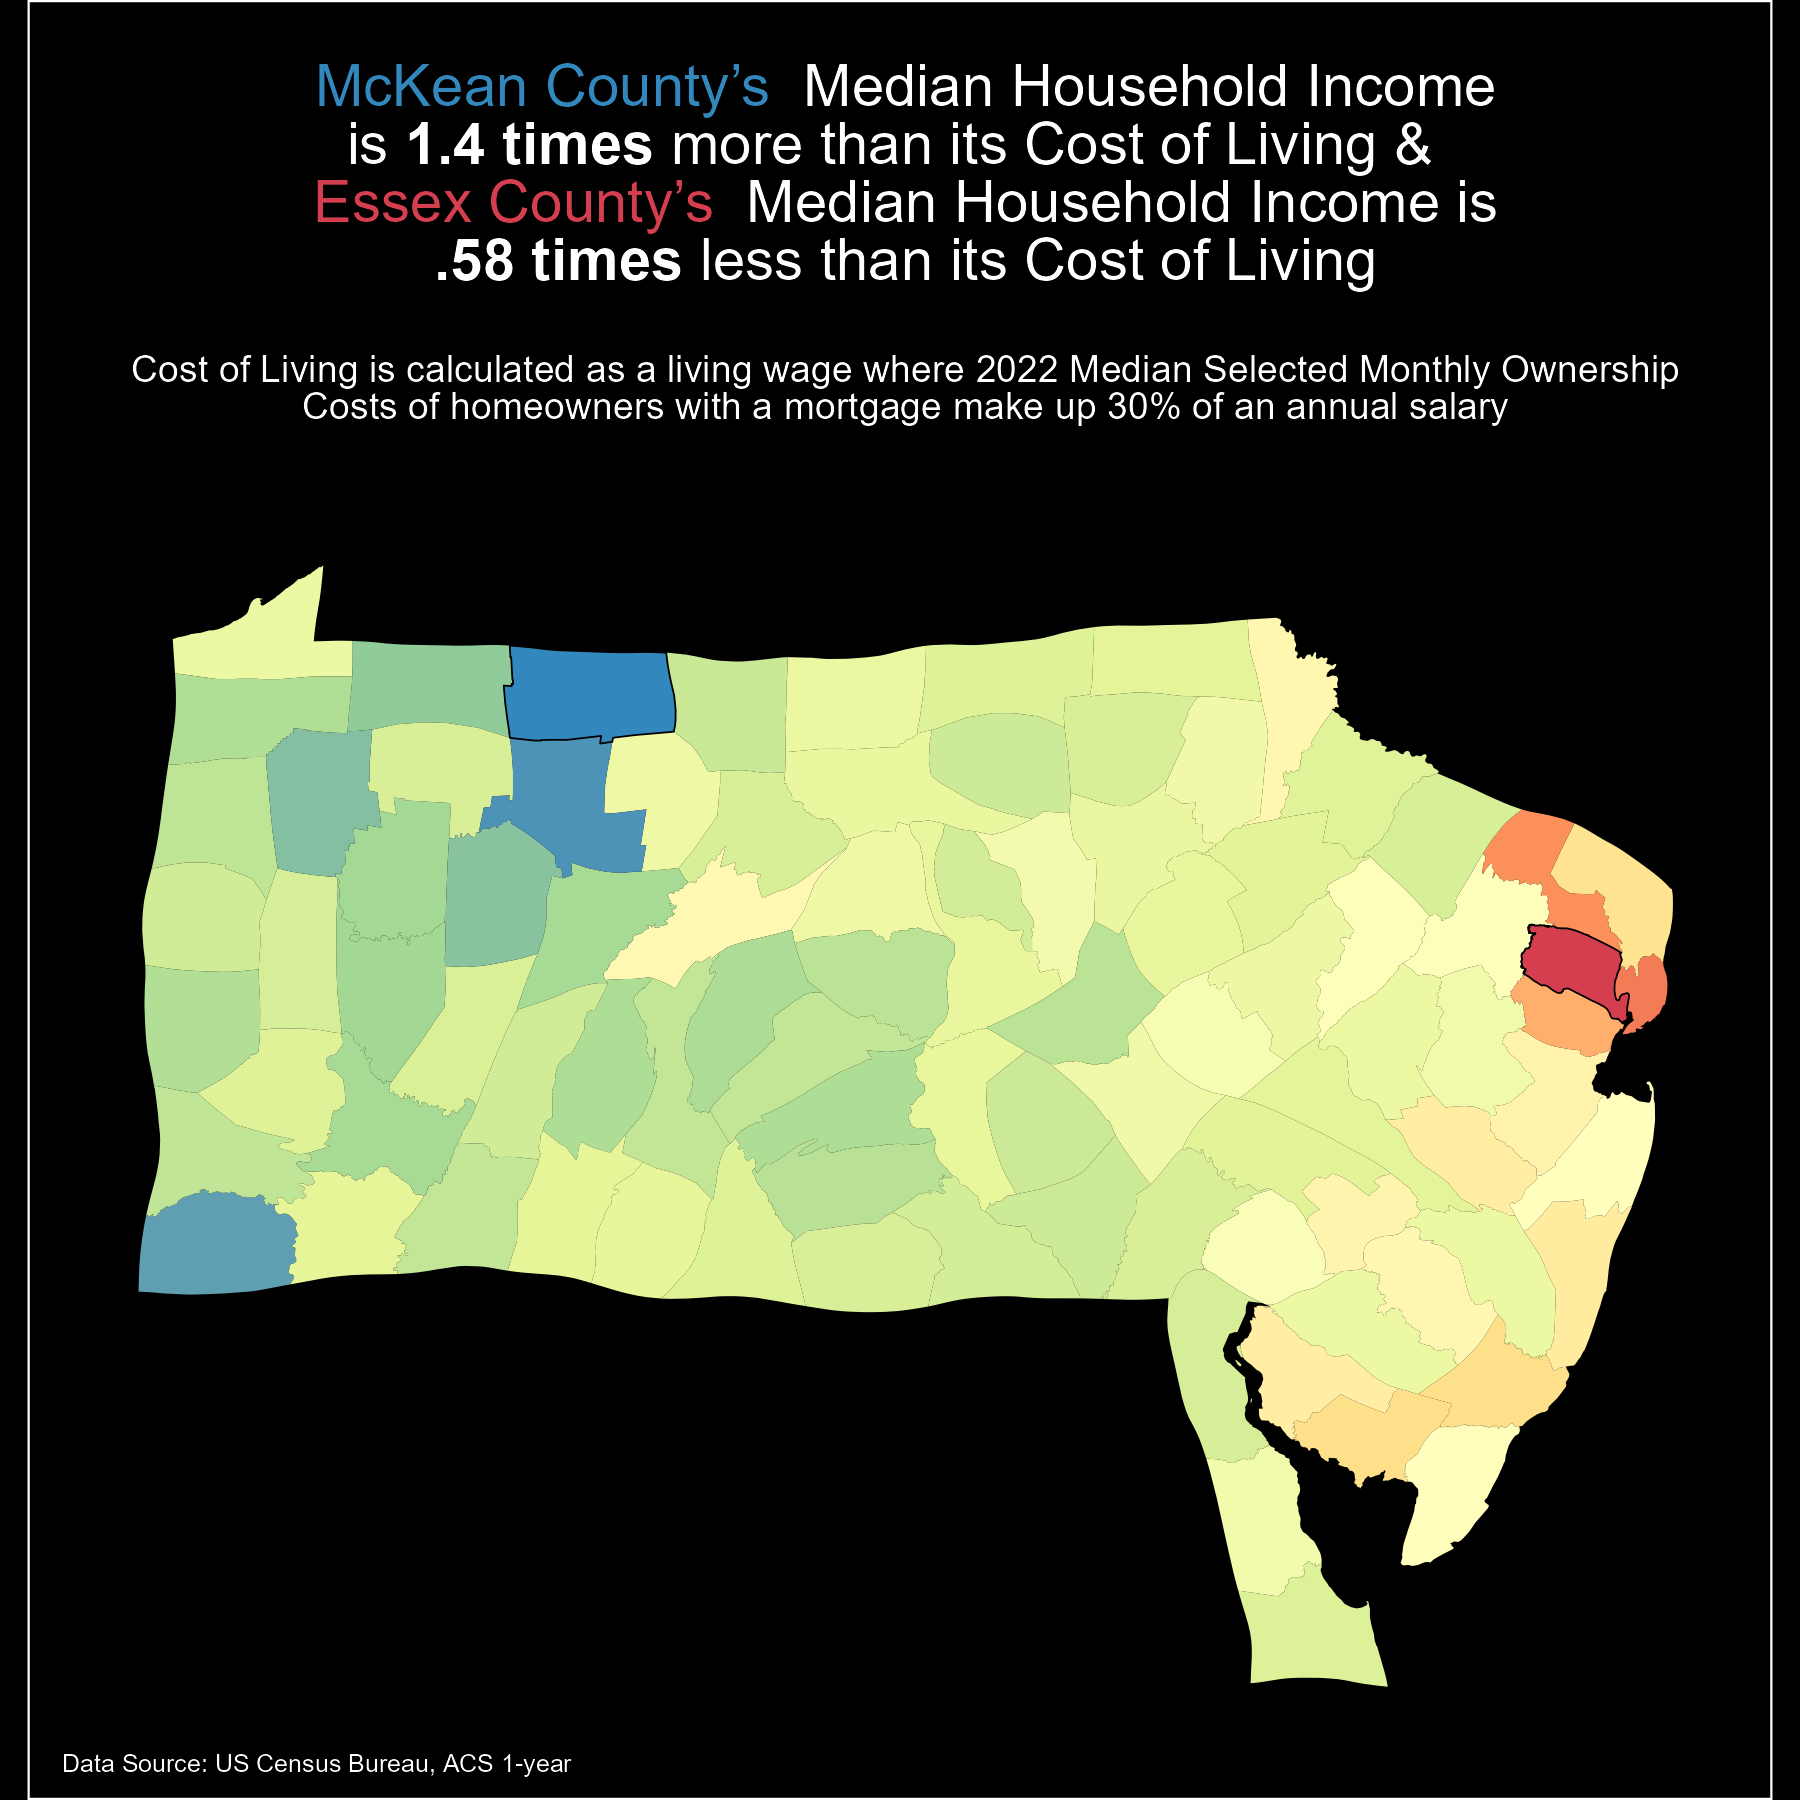 McKean County’s Median Household Income
is 1.4 times more than its Cost of Living &
Essex County’s Median Household Income is
.58 times less than its Cost of Living
Cost of Living is calculated as a living wage where 2022 Median Selected Monthly Ownership
Costs of homeowners with a mortgage make up 30% of an annual salary
Data Source: US Census Bureau, ACS 1-year